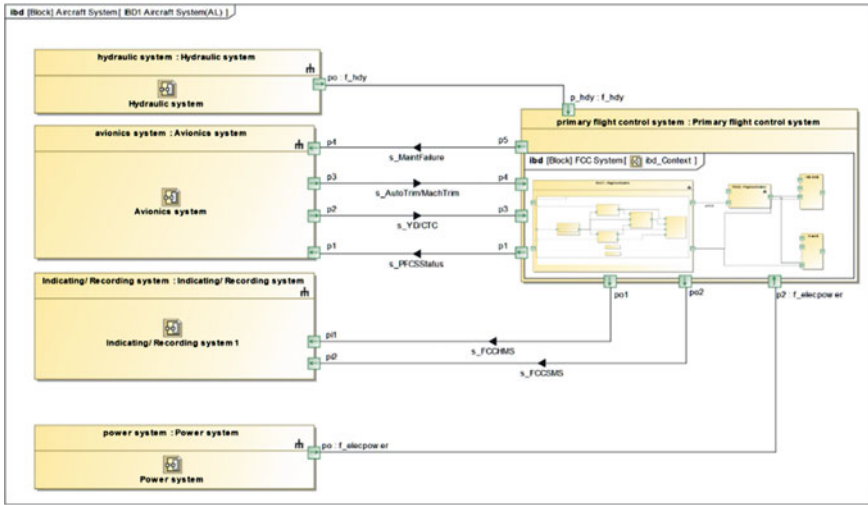 ibd [Block] Aircraft System[ IBD1 Aircraft System(AL) ]
hydraulic system : Hydraulic system
Hydraulic system
po : f_hdy
p_hdy : f_hdy
avionics system : Avionics system
Avionics system
p4
s_MaintFailure
p5
p3
s_AutoTrim/MachTrim
p4
p2
s_YD/CTC
p3
p1
s_PFCSStatus
p1
primary flight control system : Primary flight control system
ibd [Block] FCC System[ ibd_Context ]
po1
po2
p2 : f_elecpower
Indicating/ Recording system : Indicating/ Recording system
Indicating/ Recording system 1
pi1
s_FCCHMS
pi2
s_FCCSMS
power system : Power system
Power system
po : f_elecpower